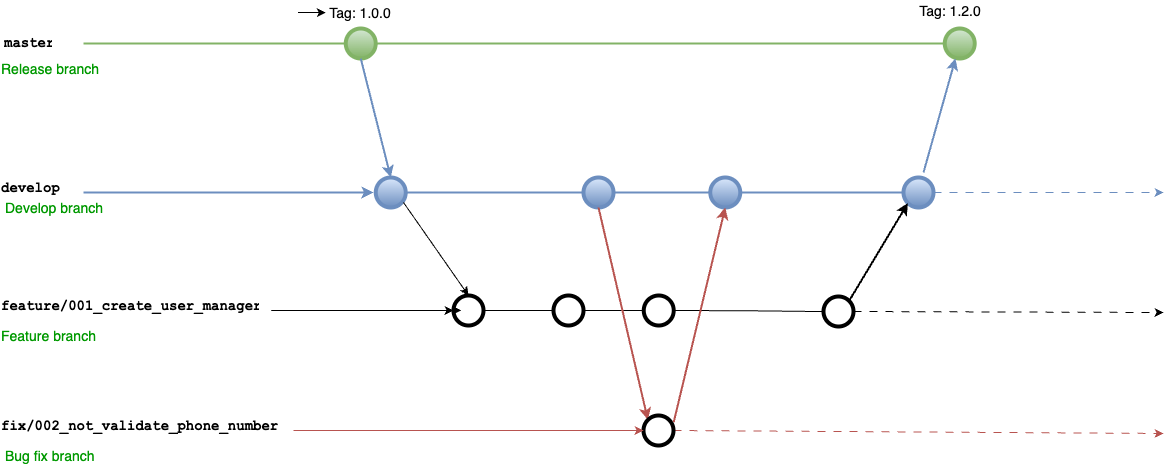 Tag: 1.0.0
Tag: 1.2.0
master
Release branch
develop
Develop branch
feature/001_create_user_manager
Feature branch
fix/002_not_validate_phone_number
Bug fix branch